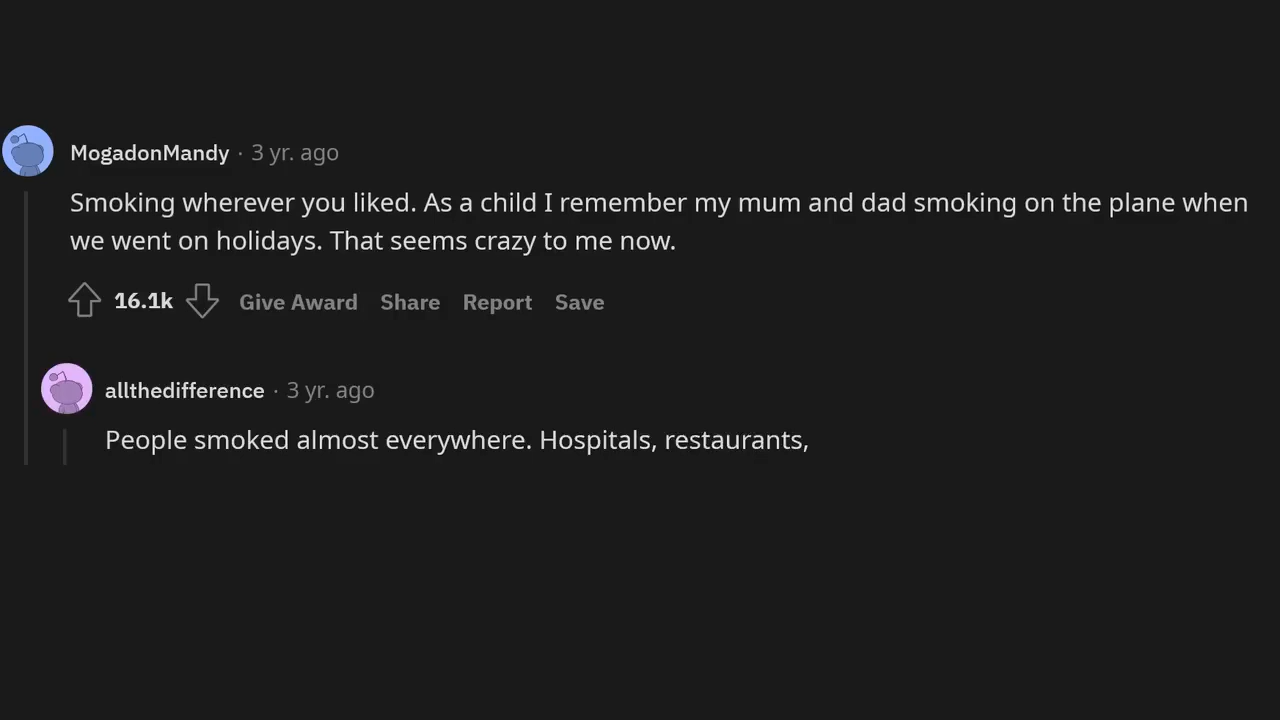 MogadonMandy · 3 yr. ago
Smoking wherever you liked. As a child I remember my mum and dad smoking on the plane when
we went on holidays. That seems crazy to me now.
16.1k Give Award Share Report Save
allthedifference · 3 yr. ago
People smoked almost everywhere. Hospitals, restaurants,